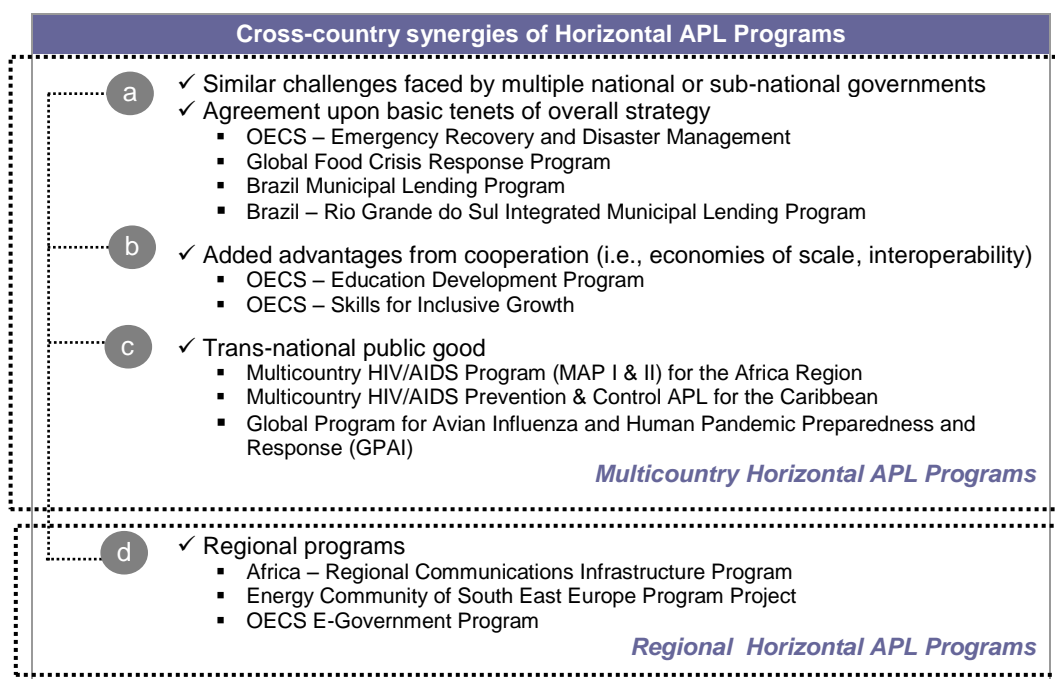 Cross-country synergies of Horizontal APL Programs
a
✓ Similar challenges faced by multiple national or sub-national governments
✓ Agreement upon basic tenets of overall strategy
▪ OECS – Emergency Recovery and Disaster Management
▪ Global Food Crisis Response Program
▪ Brazil Municipal Lending Program
▪ Brazil – Rio Grande do Sul Integrated Municipal Lending Program
b
✓ Added advantages from cooperation (i.e., economies of scale, interoperability)
▪ OECS – Education Development Program
▪ OECS – Skills for Inclusive Growth
c
✓ Trans-national public good
▪ Multicountry HIV/AIDS Program (MAP I & II) for the Africa Region
▪ Multicountry HIV/AIDS Prevention & Control APL for the Caribbean
▪ Global Program for Avian Influenza and Human Pandemic Preparedness and
Response (GPAI)
Multicountry Horizontal APL Programs
d
✓ Regional programs
▪ Africa – Regional Communications Infrastructure Program
▪ Energy Community of South East Europe Program Project
▪ OECS E-Government Program
Regional Horizontal APL Programs